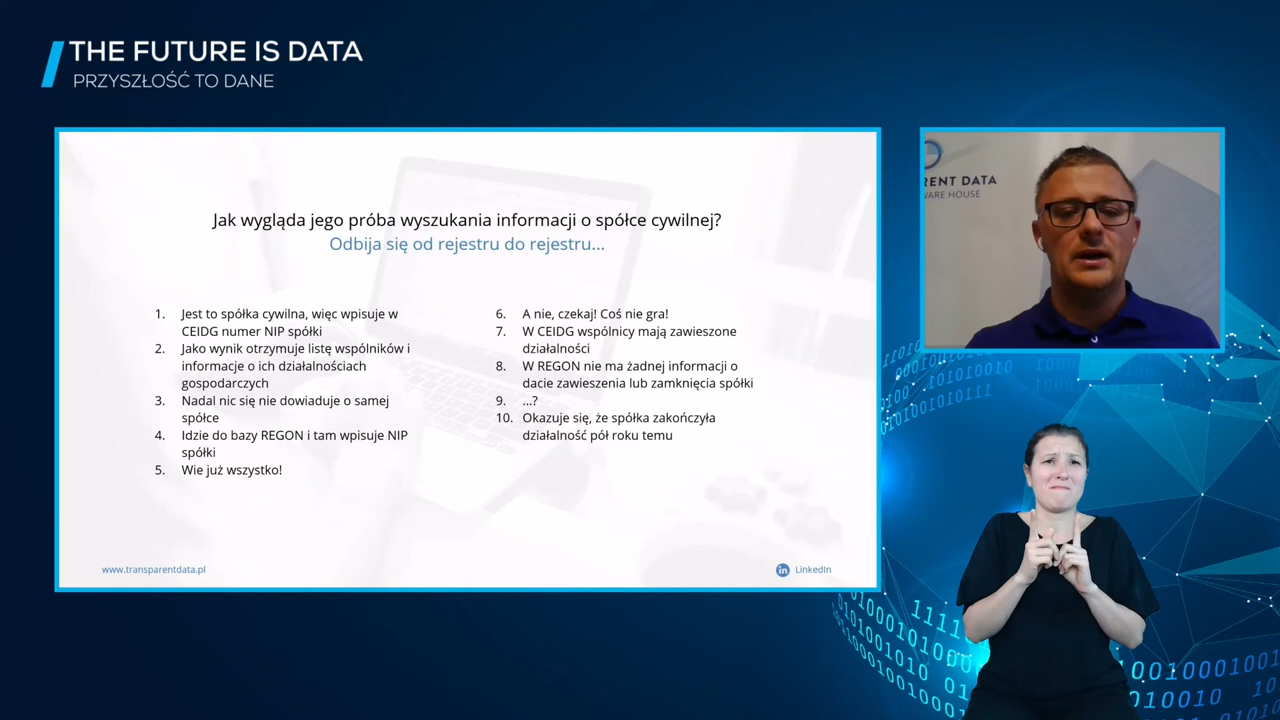 THE FUTURE IS DATA
PRZYSZŁOŚĆ TO DANE
Jak wygląda jego próba wyszukania informacji o spółce cywilnej?
Odbija się od rejestru do rejestru...
1. Jest to spółka cywilna, więc wpisuje w
CEIDG numer NIP spółki
2. Jako wynik otrzymuje listę wspólników i
informacje o ich działalnościach
gospodarczych
3. Nadal nic się nie dowiaduje o samej
spółce
4. Idzie do bazy REGON i tam wpisuje NIP
spółki
5. Wie już wszystko!
6. A nie, czekaj! Coś nie gra!
7. W CEIDG wspólnicy mają zawieszone
działalności
8. W REGON nie ma żadnej informacji o
dacie zawieszenia lub zamknięcia spółki
9. ...?
10. Okazuje się, że spółka zakończyła
działalność pół roku temu
www.transparentdata.pl
in LinkedIn
RENT DATA
WARE HOUSE